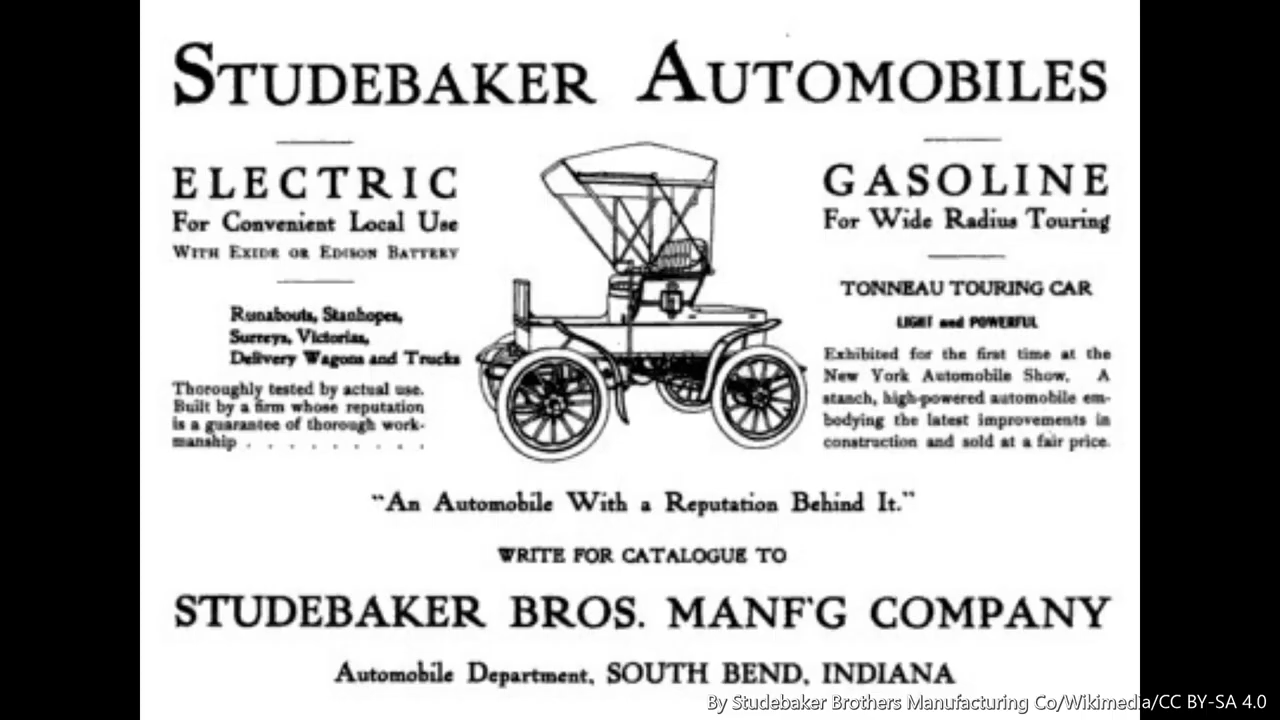 STUDEBAKER AUTOMOBILES
ELECTRIC
For Convenient Local Use
WITH EXIDE OR EDISON BATTERY
Runabouts, Stanhopes,
Surreys, Victorias,
Delivery Wagons and Trucks
Thoroughly tested by actual use.
Built by a firm whose reputation
is a guarantee of thorough work-
manship . . . . . . . .
GASOLINE
For Wide Radius Touring
TONNEAU TOURING CAR
LIGHT and POWERFUL
Exhibited for the first time at the
New York Automobile Show. A
stanch, high-powered automobile em-
bodying the latest improvements in
construction and sold at a fair price.
"An Automobile With a Reputation Behind It."
WRITE FOR CATALOGUE TO
STUDEBAKER BROS. MANF'G COMPANY
Automobile Department, SOUTH BEND, INDIANA
By Studebaker Brothers Manufacturing Co/Wikimedia/CC BY-SA 4.0